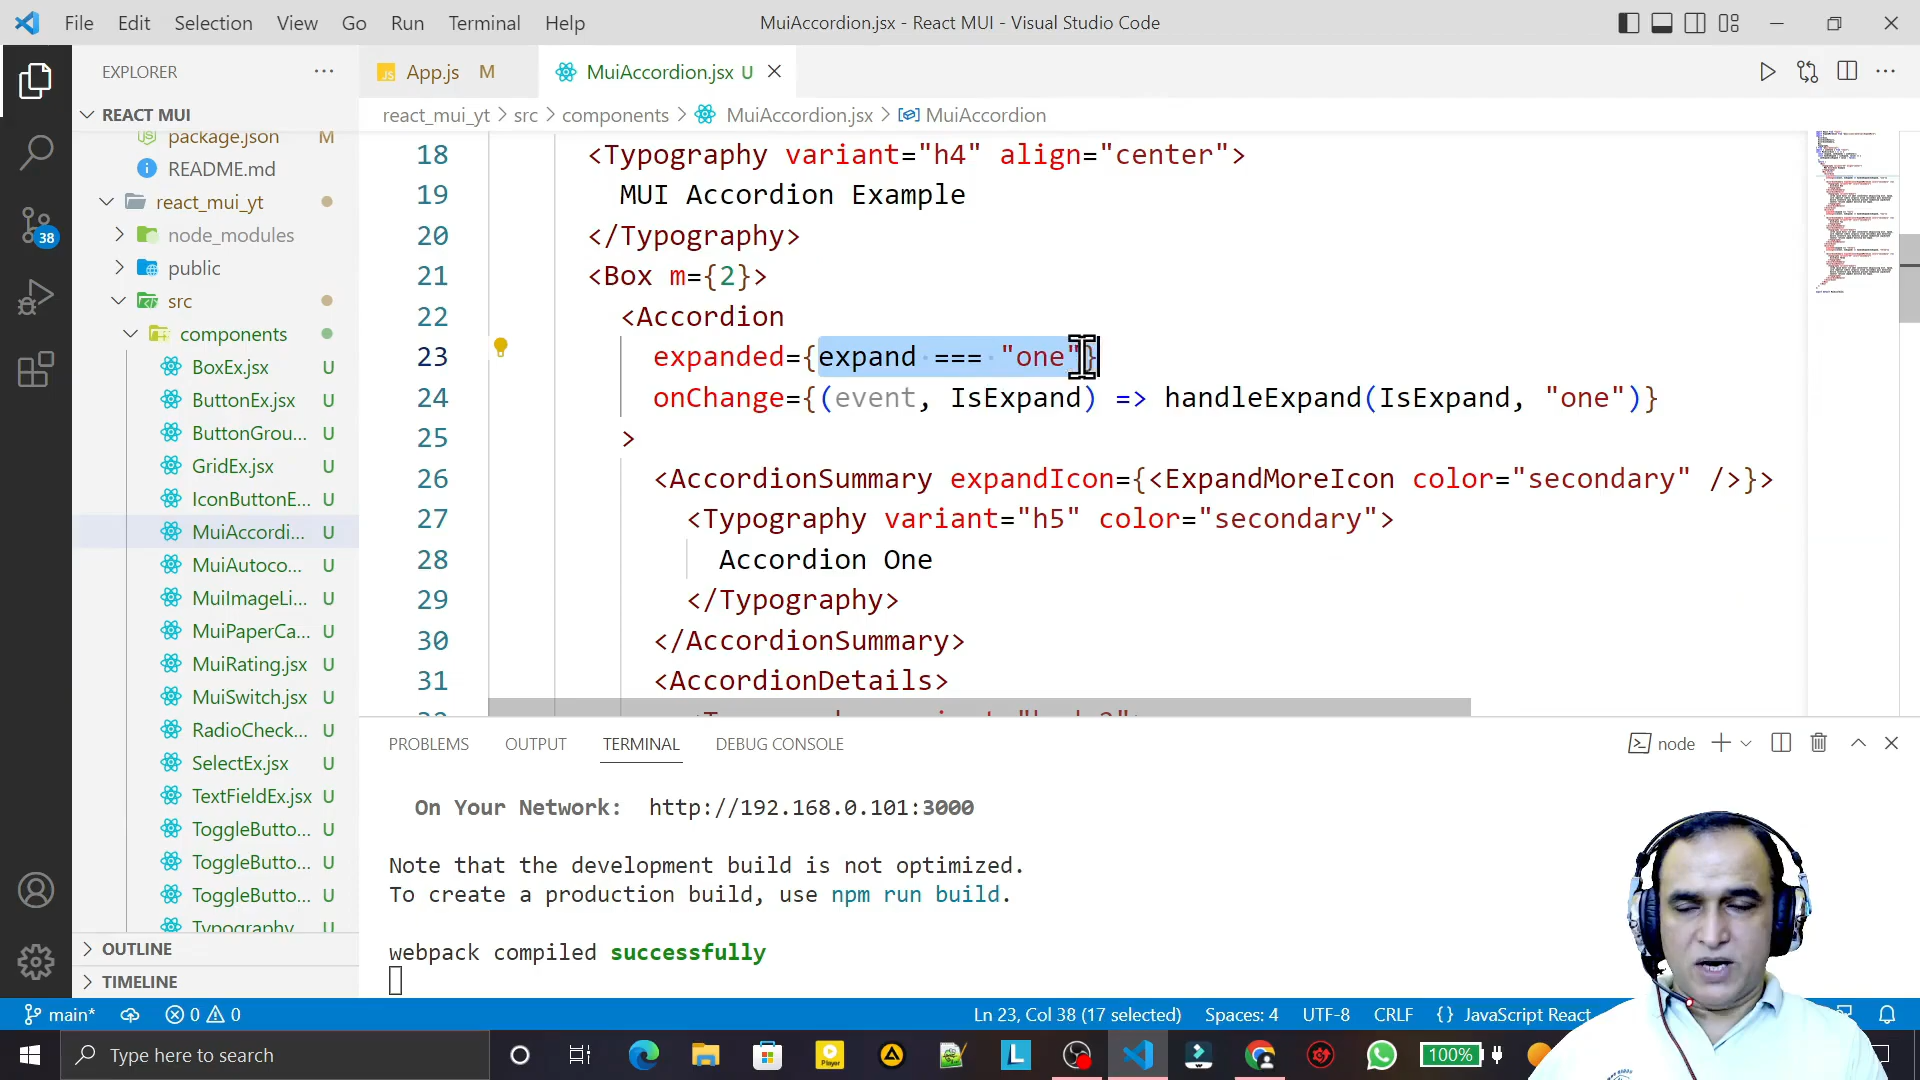 File Edit Selection View Go Run Terminal Help MuiAccordion.jsx - React MUI - Visual Studio Code
EXPLORER
App.js M
MuiAccordion.jsx U
REACT MUI
package.json M
README.md
react_mui_yt
node_modules
public
src
components
BoxEx.jsx U
ButtonEx.jsx U
ButtonGrou... U
GridEx.jsx U
IconButtonE... U
MuiAccordi... U
MuiAutoco... U
MuiImageLi... U
MuiPaperCa... U
MuiRating.jsx U
MuiSwitch.jsx U
RadioCheck... U
SelectEx.jsx U
TextFieldEx.jsx U
ToggleButto... U
ToggleButto... U
ToggleButto... U
Typography U
OUTLINE
TIMELINE
react_mui_yt > src > components > MuiAccordion.jsx > MuiAccordion
18 <Typography variant="h4" align="center">
19 MUI Accordion Example
20 </Typography>
21 <Box m={2}>
22 <Accordion
23 expanded={expand === "one"}
24 onChange={(event, IsExpand) => handleExpand(IsExpand, "one")}
25 >
26 <AccordionSummary expandIcon={<ExpandMoreIcon color="secondary" />}>
27 <Typography variant="h5" color="secondary">
28 Accordion One
29 </Typography>
30 </AccordionSummary>
31 <AccordionDetails>
PROBLEMS OUTPUT TERMINAL DEBUG CONSOLE
node
On Your Network: http://192.168.0.101:3000
Note that the development build is not optimized.
To create a production build, use npm run build.
webpack compiled successfully
38
main* 0 0 Ln 23, Col 38 (17 selected) Spaces: 4 UTF-8 CRLF {} JavaScript React
Type here to search
Player
L
100%